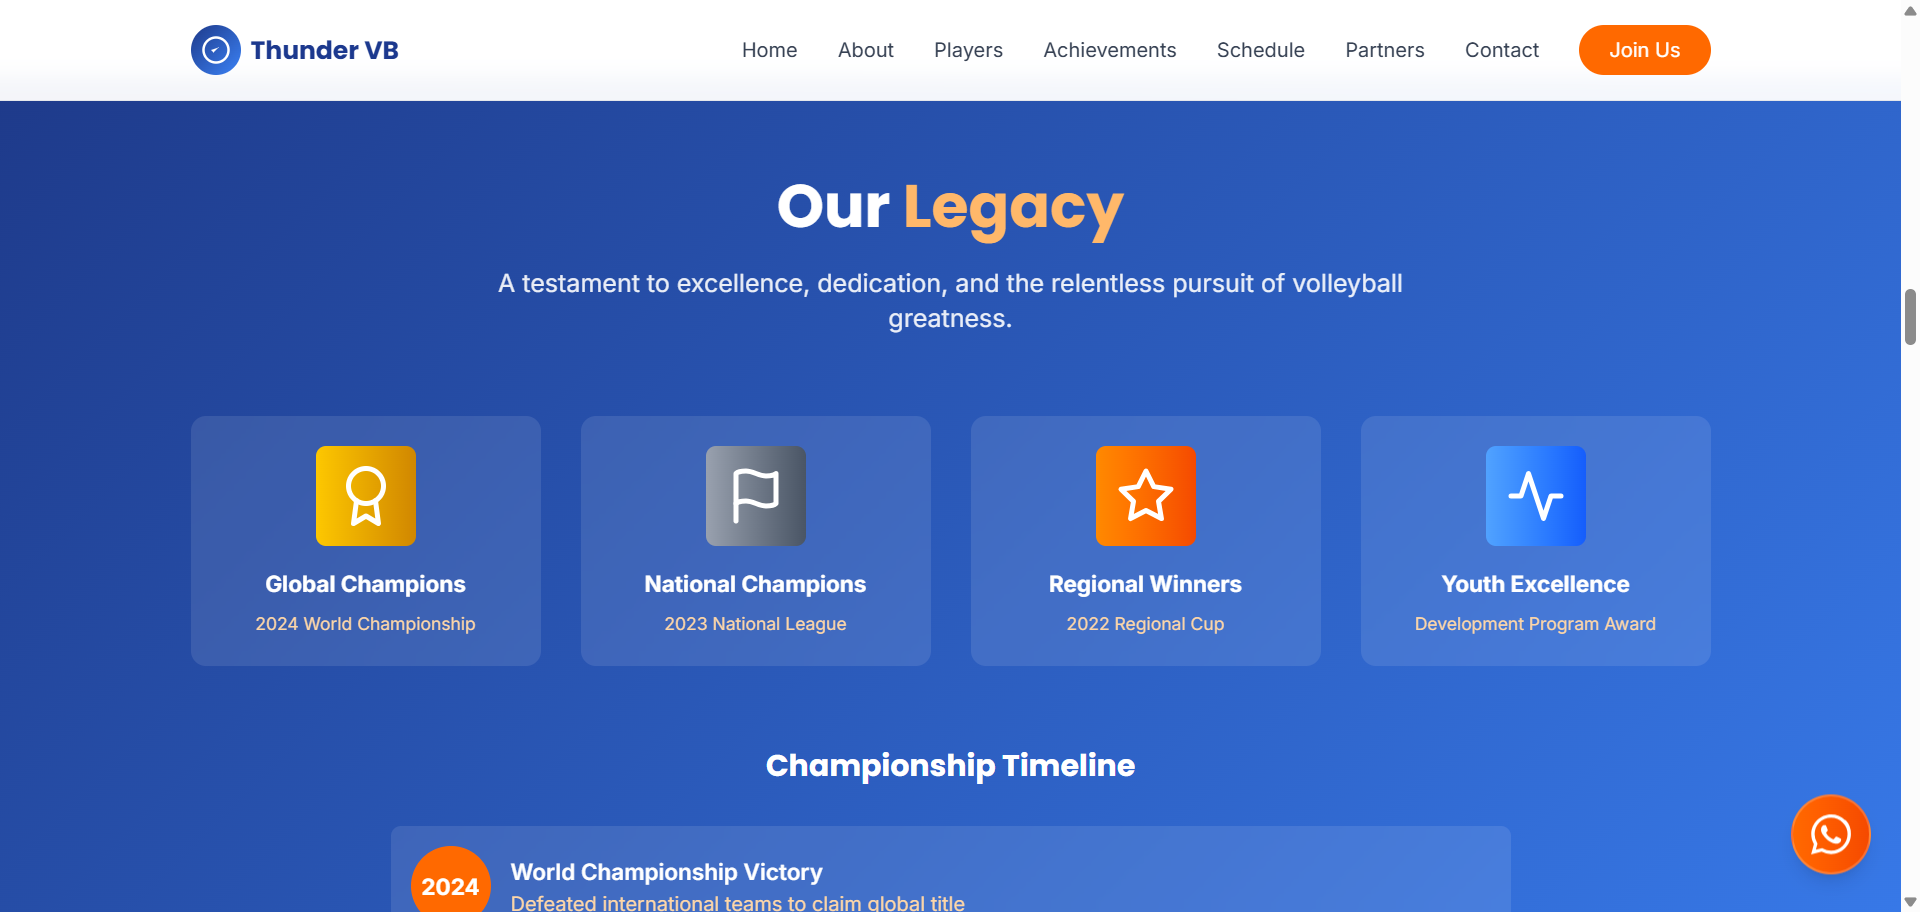 Thunder VB
Home About Players Achievements Schedule Partners Contact Join Us
Our Legacy
A testament to excellence, dedication, and the relentless pursuit of volleyball
greatness.
Global Champions
2024 World Championship
National Champions
2023 National League
Regional Winners
2022 Regional Cup
Youth Excellence
Development Program Award
Championship Timeline
2024
World Championship Victory
Defeated international teams to claim global title